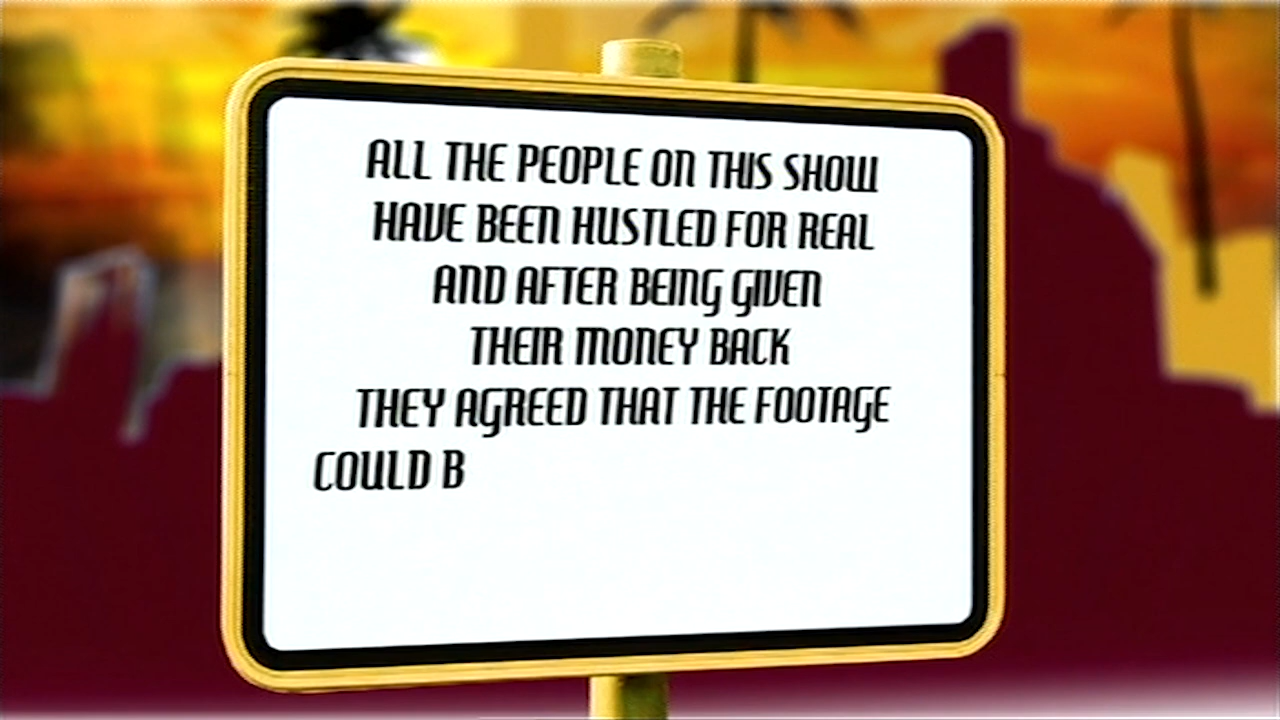 ALL THE PEOPLE ON THIS SHOW
HAVE BEEN HUSTLED FOR REAL
AND AFTER BEING GIVEN
THEIR MONEY BACK
THEY AGREED THAT THE FOOTAGE
COULD B